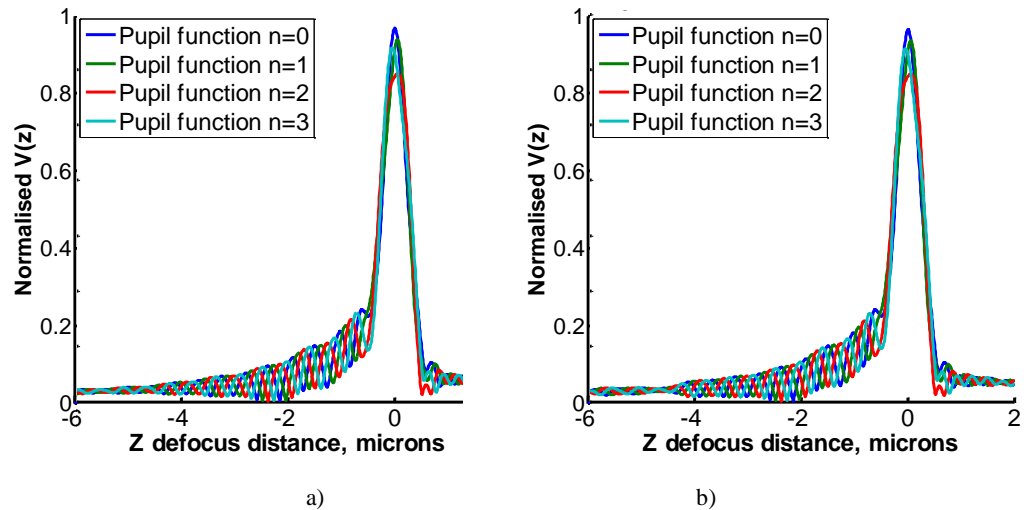 1
0.8
0.6
0.4
0.2
0
Normalised V(z)
Pupil function n=0
Pupil function n=1
Pupil function n=2
Pupil function n=3
-6
-4
-2
0
Z defocus distance, microns
a)
1
0.8
0.6
0.4
0.2
0
Normalised V(z)
Pupil function n=0
Pupil function n=1
Pupil function n=2
Pupil function n=3
-6
-4
-2
0
2
Z defocus distance, microns
b)